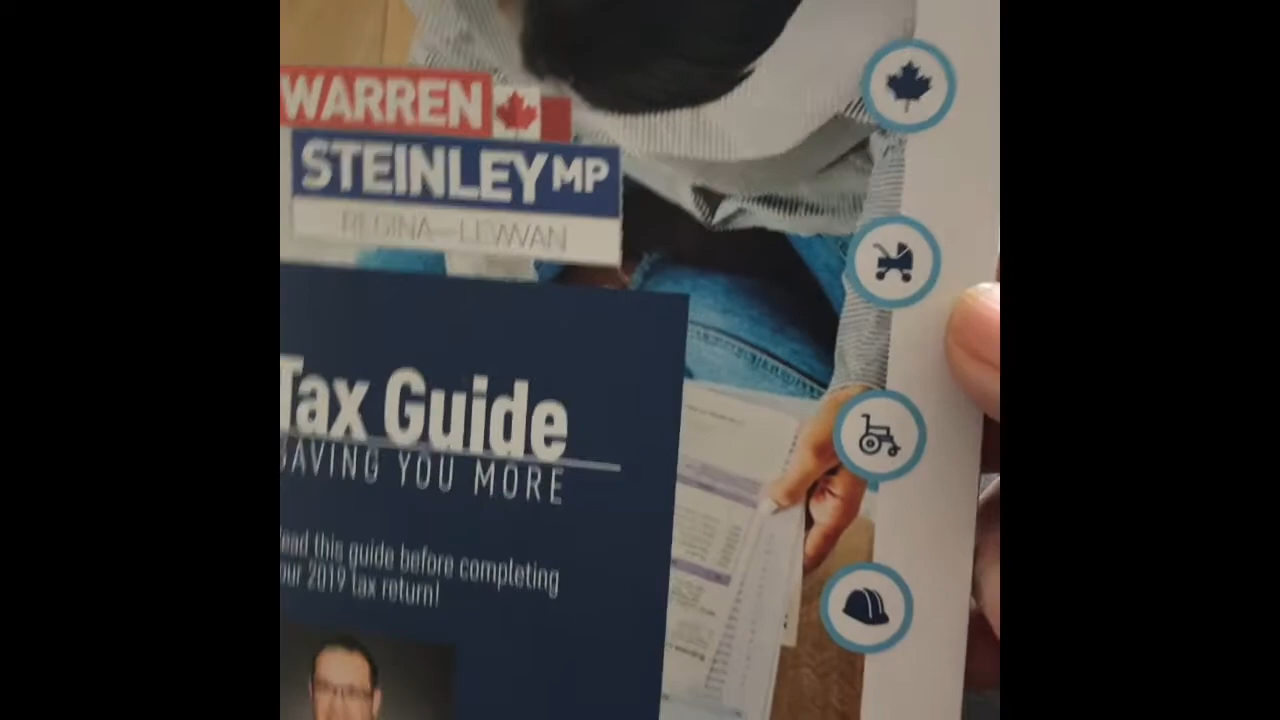 WARREN
STEINLEY MP
REGINA—LEWVAN
Tax Guide
SAVING YOU MORE
ead this guide before completing
our 2019 tax return!